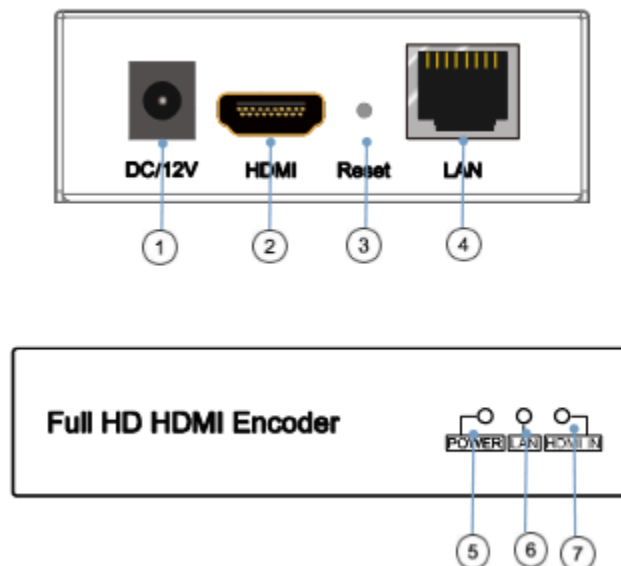 DC/12V HDMI Reset LAN
1 2 3 4
Full HD HDMI Encoder
POWER LAN HDMI IN
5 6 7